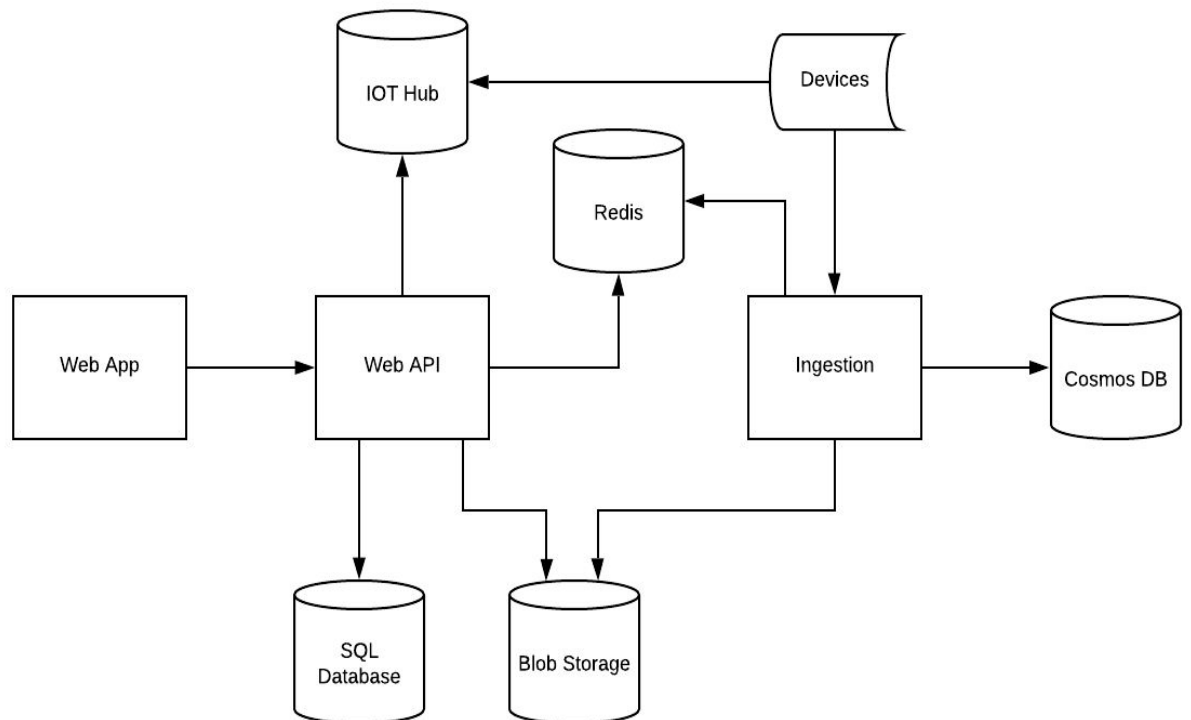 IOT Hub
Devices
Redis
Web App
Web API
Ingestion
Cosmos DB
SQL
Database
Blob Storage